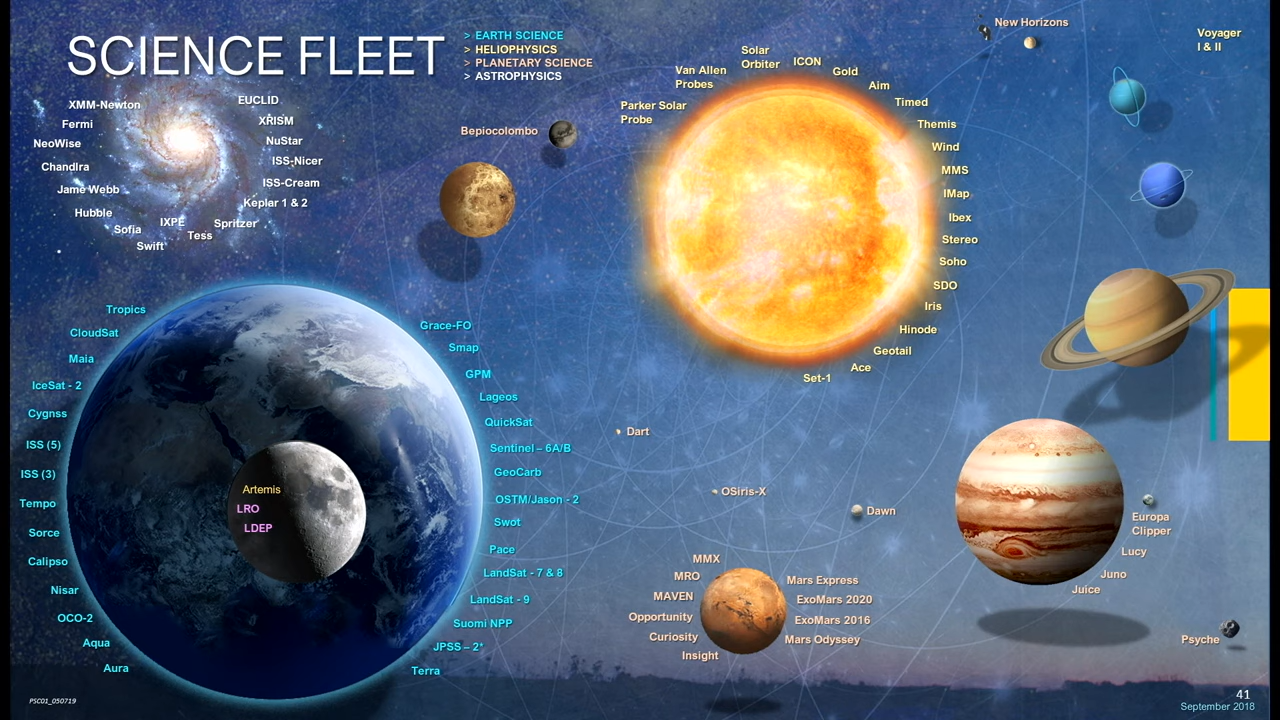 SCIENCE FLEET
> EARTH SCIENCE
> HELIOPHYSICS
> PLANETARY SCIENCE
> ASTROPHYSICS
XMM-Newton
Fermi
NeoWise
Chandlra
Jame Webb
Hubble
Sofia
Swift
IXPE
Tess
Spritzer
Keplar 1 & 2
ISS-Cream
ISS-Nicer
NuStar
XRISM
EUCLID
Bepiocolombo
Parker Solar
Probe
Van Allen
Probes
Solar
Orbiter
ICON
Gold
Aim
Timed
Themis
Wind
MMS
IMap
Ibex
Stereo
Soho
SDO
Iris
Hinode
Geotail
Ace
Set-1
New Horizons
Voyager
I & II
Tropics
CloudSat
Maia
IceSat - 2
Cygnss
ISS (5)
ISS (3)
Tempo
Sorce
Calipso
Nisar
OCO-2
Aqua
Aura
Artemis
LRO
LDEP
Grace-FO
Smap
GPM
Lageos
QuickSat
Sentinel – 6A/B
GeoCarb
OSTM/Jason - 2
Swot
Pace
LandSat - 7 & 8
LandSat - 9
Suomi NPP
JPSS – 2*
Terra
Dart
OSiris-X
Dawn
MMX
MRO
MAVEN
Opportunity
Curiosity
Insight
Mars Express
ExoMars 2020
ExoMars 2016
Mars Odyssey
Europa
Clipper
Lucy
Juno
Juice
Psyche
PSC01_050719
41
September 2018